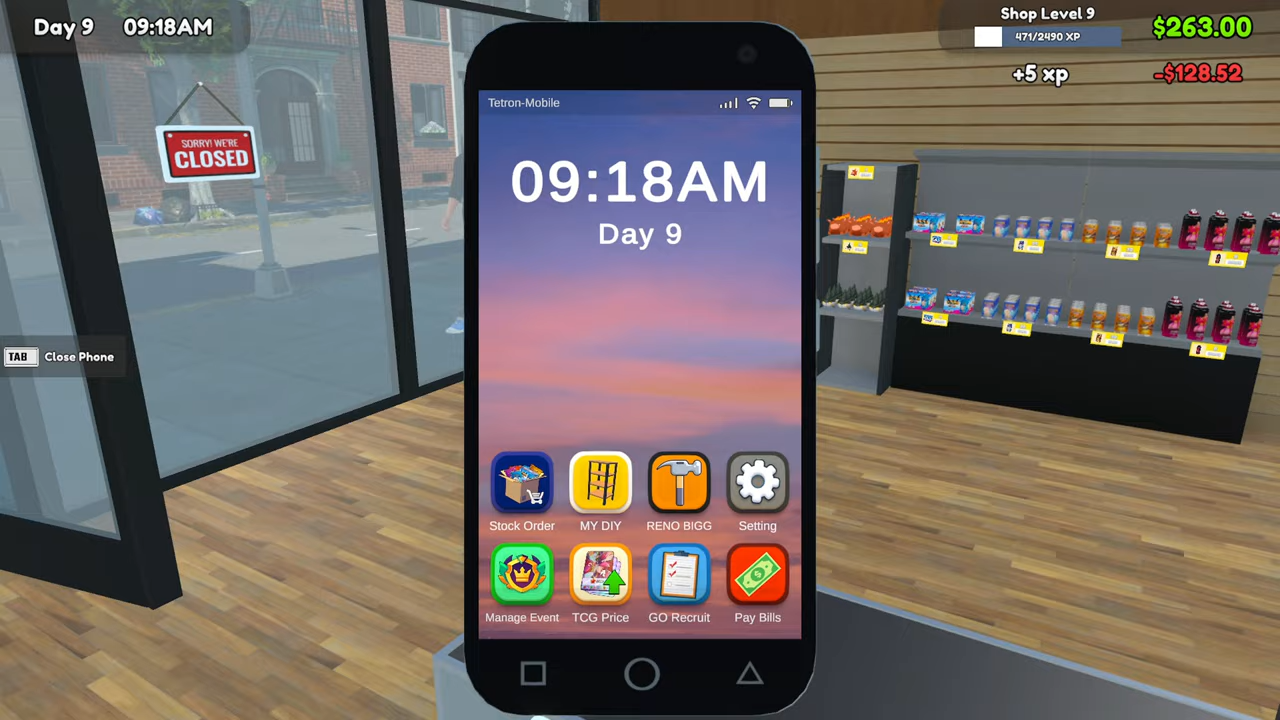 Day 9 09:18AM
Shop Level 9
471/2490 XP
$263.00
+5 xp
-$128.52
SORRY! WE'RE
CLOSED
TAB Close Phone
Tetron-Mobile
09:18AM
Day 9
Stock Order
MY DIY
RENO BIGG
Setting
Manage Event
TCG Price
GO Recruit
Pay Bills